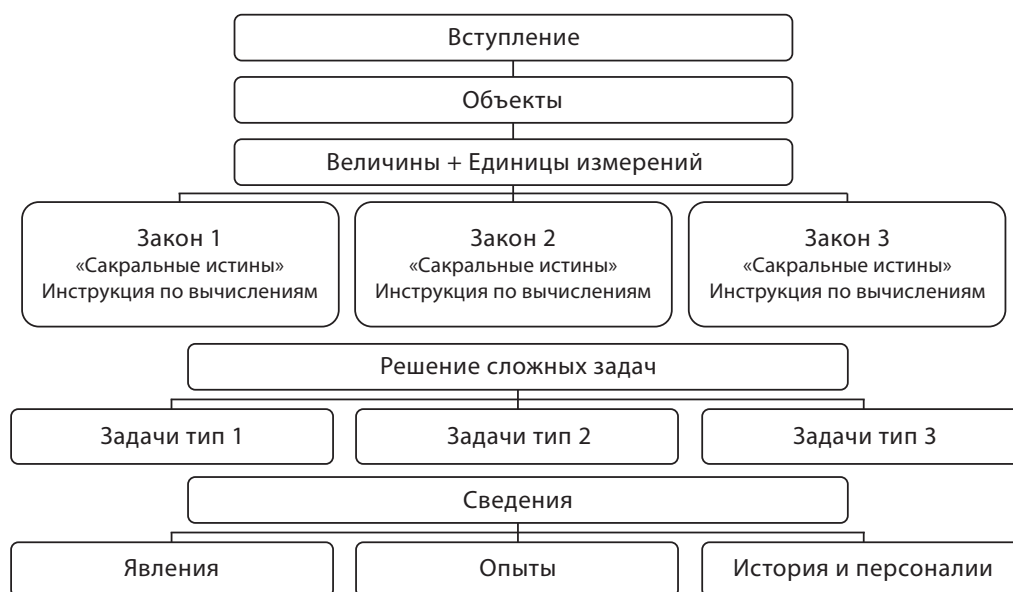 Вступление
Объекты
Величины + Единицы измерений
Закон 1
«Сакральные истины»
Инструкция по вычислениям
Закон 2
«Сакральные истины»
Инструкция по вычислениям
Закон 3
«Сакральные истины»
Инструкция по вычислениям
Решение сложных задач
Задачи тип 1
Задачи тип 2
Задачи тип 3
Сведения
Явления
Опыты
История и персоналии